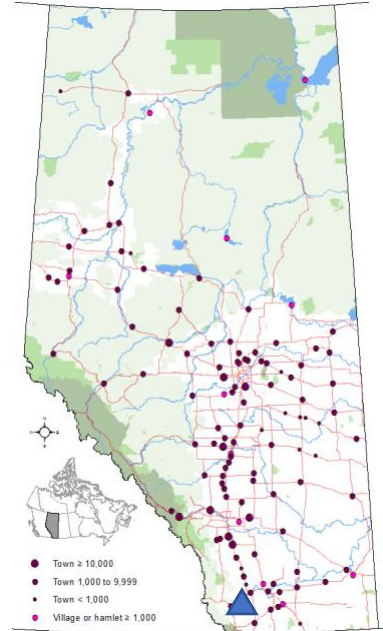 Town ≥ 10,000
Town 1,000 to 9,999
Town < 1,000
Village or hamlet ≥ 1,000